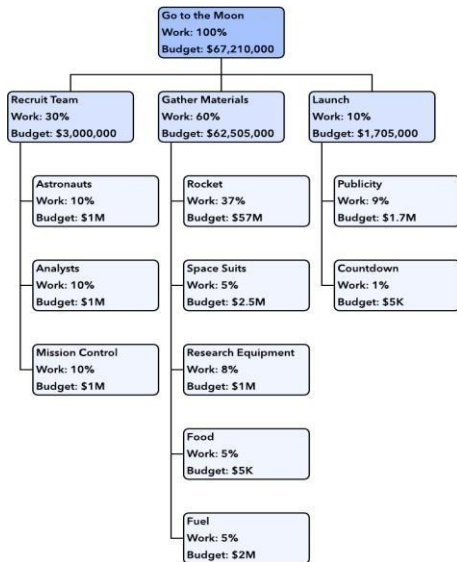 Go to the Moon
Work: 100%
Budget: $67,210,000
Recruit Team
Work: 30%
Budget: $3,000,000
Gather Materials
Work: 60%
Budget: $62,505,000
Launch
Work: 10%
Budget: $1,705,000
Astronauts
Work: 10%
Budget: $1M
Analysts
Work: 10%
Budget: $1M
Mission Control
Work: 10%
Budget: $1M
Rocket
Work: 37%
Budget: $57M
Space Suits
Work: 5%
Budget: $2.5M
Research Equipment
Work: 8%
Budget: $1M
Food
Work: 5%
Budget: $5K
Fuel
Work: 5%
Budget: $2M
Publicity
Work: 9%
Budget: $1.7M
Countdown
Work: 1%
Budget: $5K